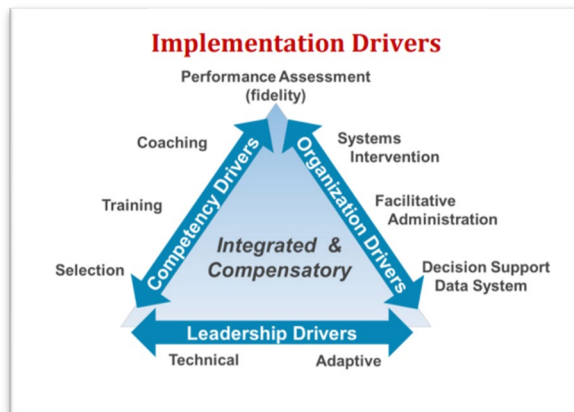 Implementation Drivers
Performance Assessment
(fidelity)
Coaching
Training
Selection
Competency Drivers
Organization Drivers
Systems
Intervention
Facilitative
Administration
Decision Support
Data System
Integrated &
Compensatory
Leadership Drivers
Technical
Adaptive